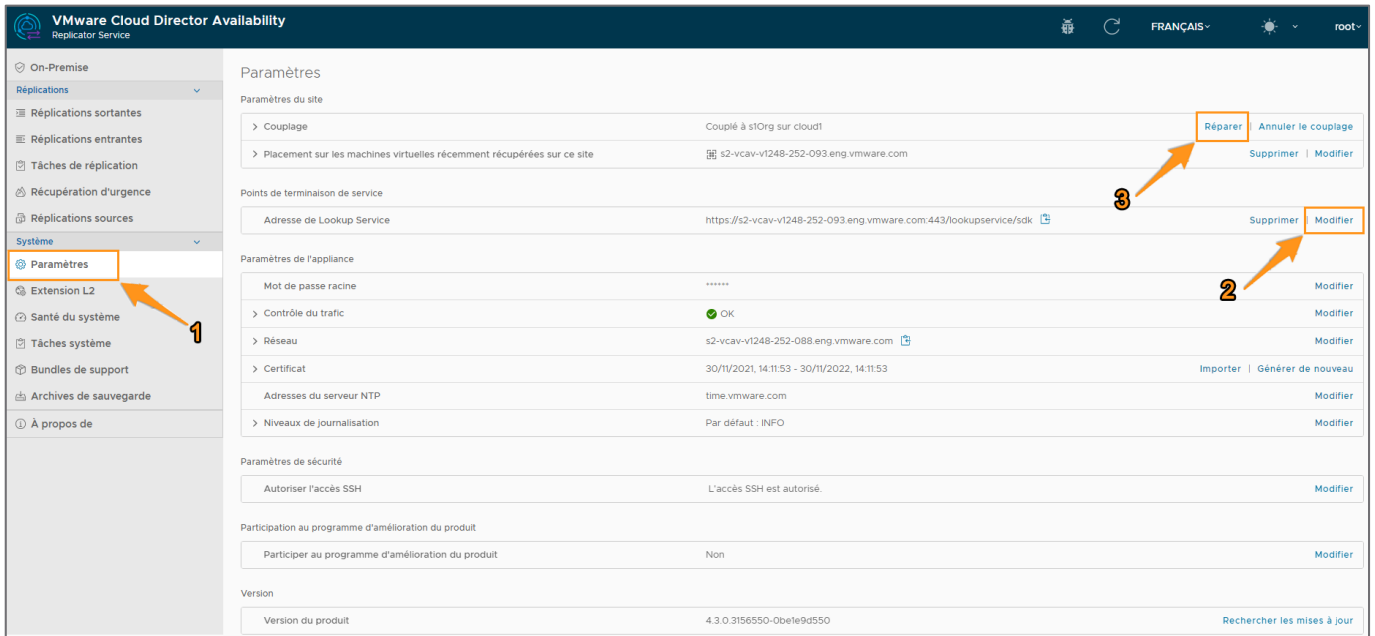 VMware Cloud Director Availability
Replicator Service
FRANÇAIS
root
On-Premise
Réplications
Réplications sortantes
Réplications entrantes
Tâches de réplication
Récupération d'urgence
Réplications sources
Système
Paramètres
Extension L2
Santé du système
Tâches système
Bundles de support
Archives de sauvegarde
À propos de
1
Paramètres
Paramètres du site
Couplage Couplé à s1Org sur cloud1 Réparer | Annuler le couplage
Placement sur les machines virtuelles récemment récupérées sur ce site s2-vcav-v1248-252-093.eng.vmware.com Supprimer | Modifier
3
Points de terminaison de service
Adresse de Lookup Service https://s2-vcav-v1248-252-093.eng.vmware.com:443/lookupservice/sdk Supprimer | Modifier
2
Paramètres de l'appliance
Mot de passe racine ****** Modifier
Contrôle du trafic OK Modifier
Réseau s2-vcav-v1248-252-088.eng.vmware.com Modifier
Certificat 30/11/2021, 14:11:53 - 30/11/2022, 14:11:53 Importer | Générer de nouveau
Adresses du serveur NTP time.vmware.com Modifier
Niveaux de journalisation Par défaut : INFO Modifier
Paramètres de sécurité
Autoriser l'accès SSH L'accès SSH est autorisé. Modifier
Participation au programme d'amélioration du produit
Participer au programme d'amélioration du produit Non Modifier
Version
Version du produit 4.3.0.3156550-0be1e9d550 Rechercher les mises à jour